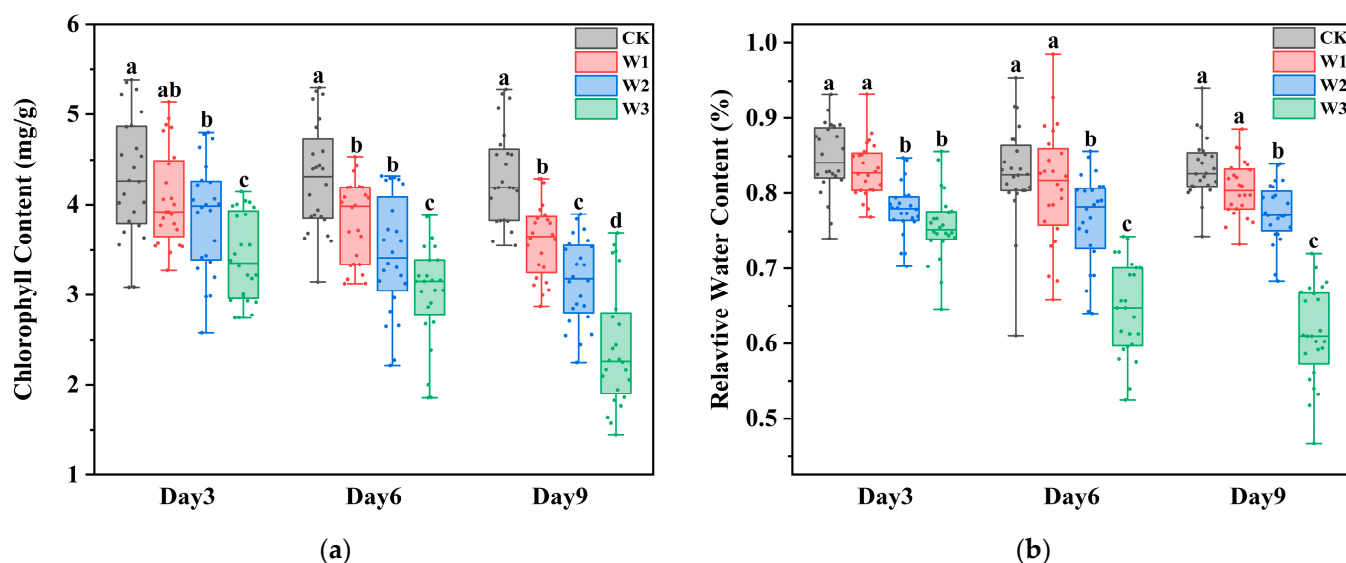 Chlorophyll Content (mg/g)
6
5
4
3
2
1
CK
W1
W2
W3
a
ab
b
c
a
b
b
c
a
b
c
d
Day3
Day6
Day9
(a)
Relavtive Water Content (%)
1.0
0.9
0.8
0.7
0.6
0.5
CK
W1
W2
W3
a
a
b
b
a
a
b
c
a
a
b
c
Day3
Day6
Day9
(b)